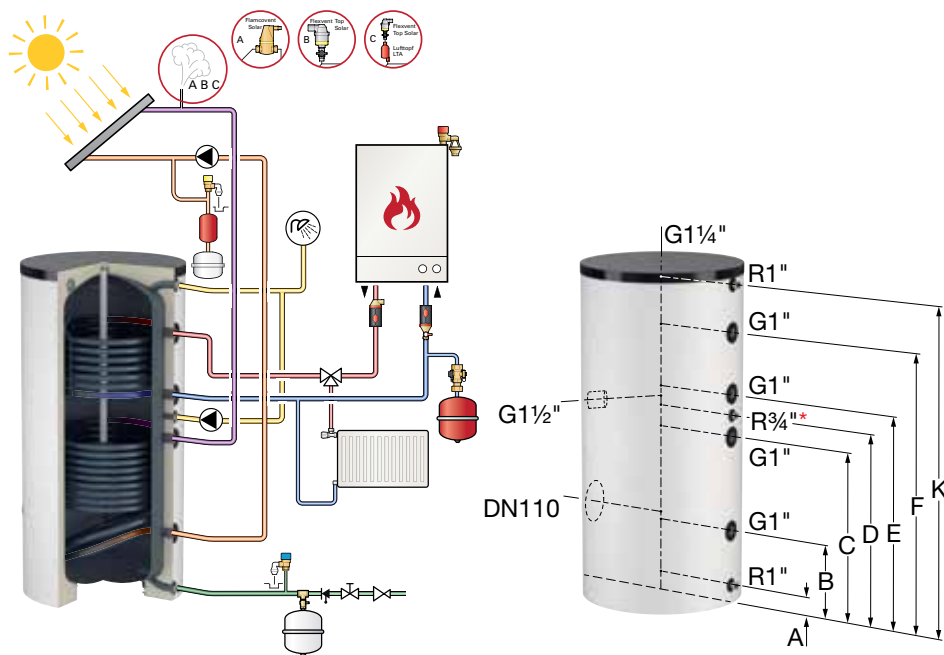 Flamcovent
Solar
A
Flexvent Top
Solar
B
Flexvent
Top Solar
C
Lufttopf
LTA
A B C
G1¼"
R1"
G1"
G1"
G1½"
R¾"*
G1"
DN110
G1"
R1"
A
B
C
D
E
F
K